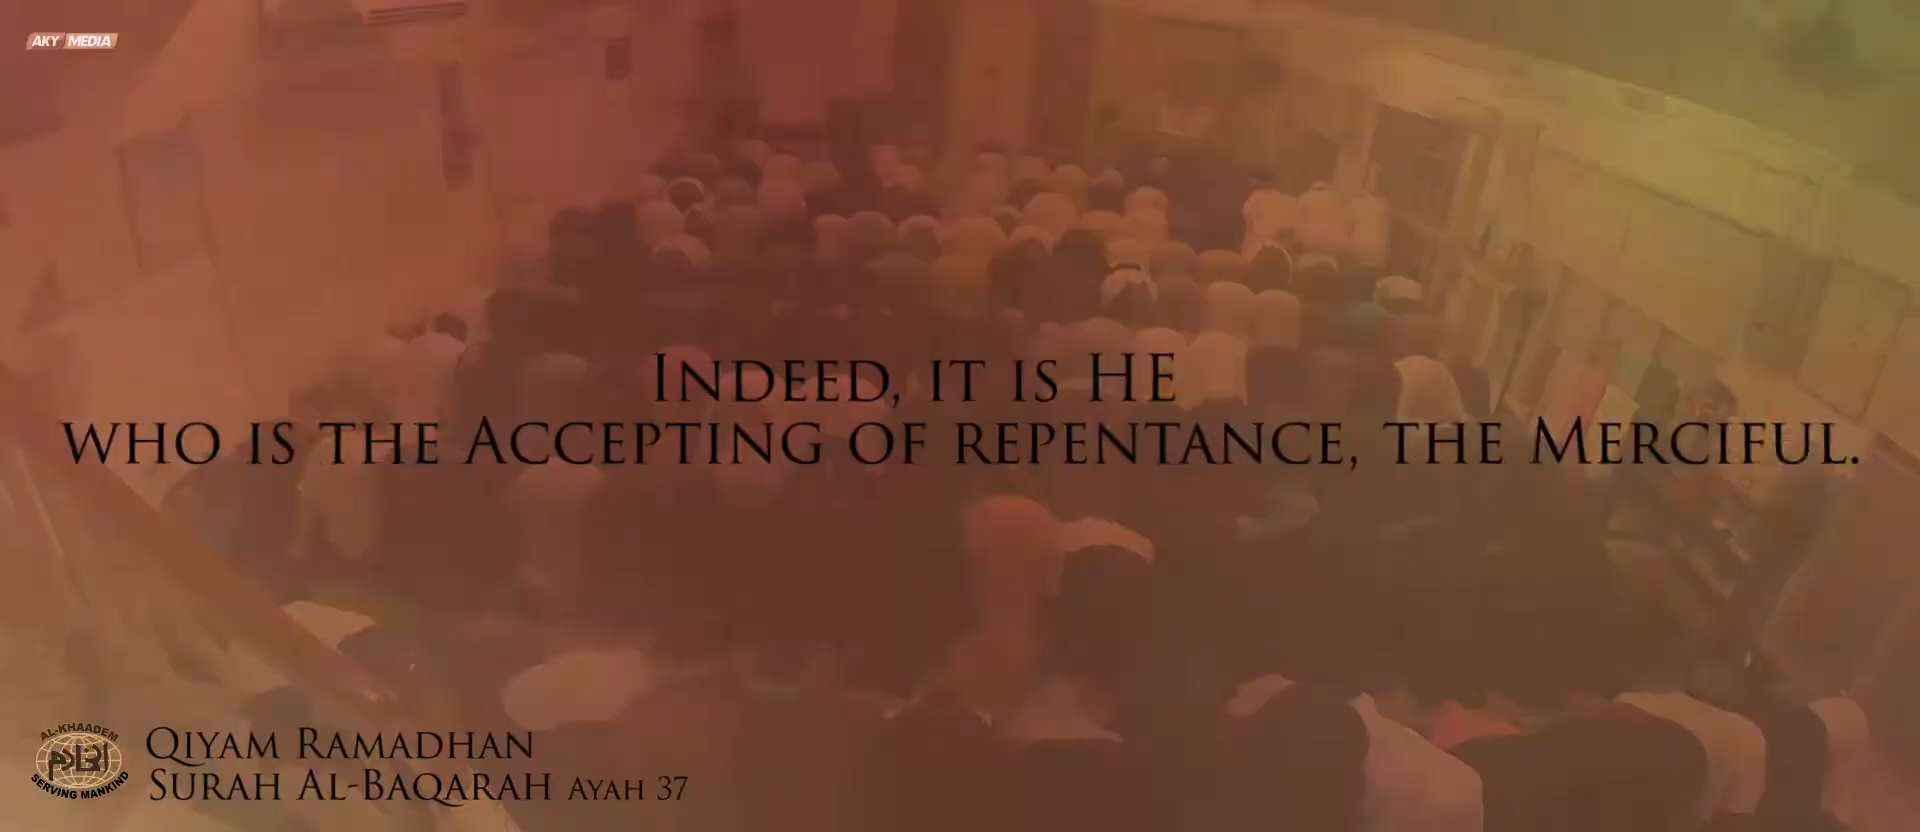 AKY MEDIA
Indeed, it is HE
who is the Accepting of repentance, the Merciful.
AL-KHAADEM
الخادم
SERVING MANKIND
Qiyam Ramadhan
Surah Al-Baqarah Ayah 37